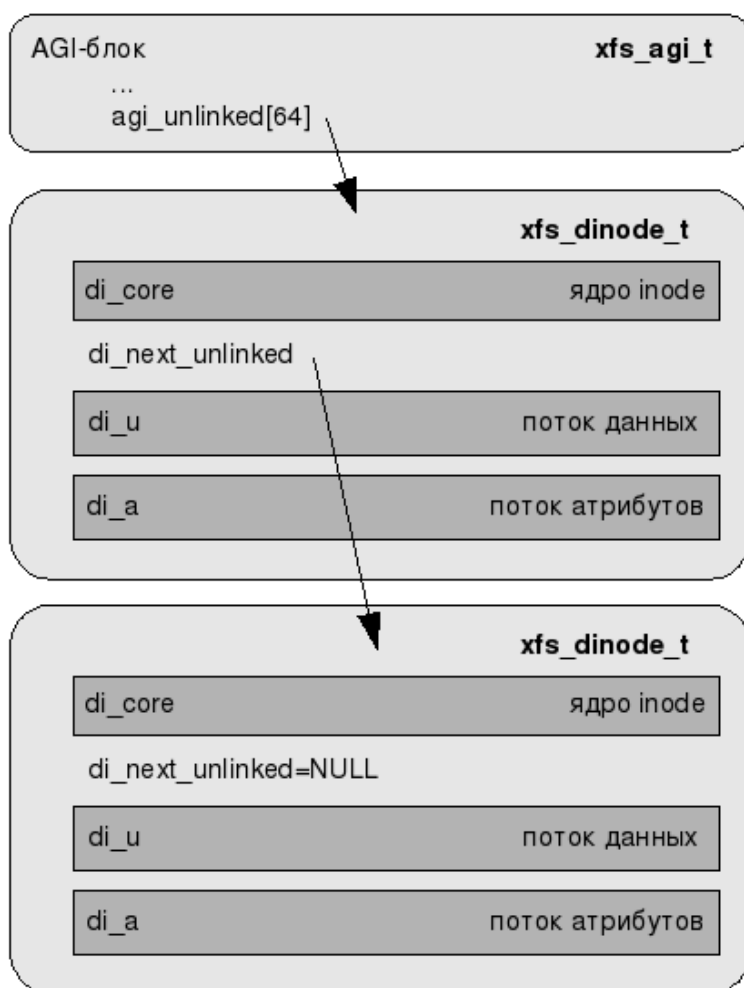 AGI-блок xfs_agi_t
...
agi_unlinked[64]
xfs_dinode_t
di_core ядро inode
di_next_unlinked
di_u поток данных
di_a поток атрибутов
xfs_dinode_t
di_core ядро inode
di_next_unlinked=NULL
di_u поток данных
di_a поток атрибутов